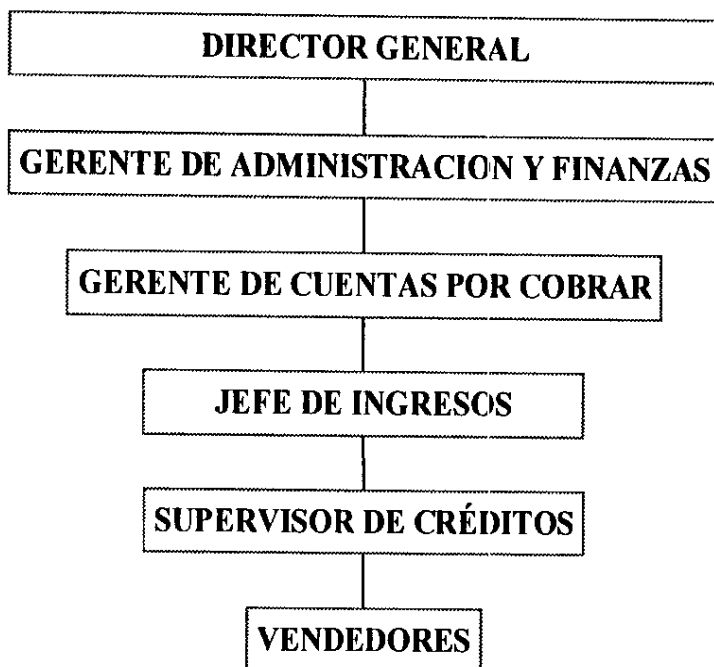 DIRECTOR GENERAL
GERENTE DE ADMINISTRACION Y FINANZAS
GERENTE DE CUENTAS POR COBRAR
JEFE DE INGRESOS
SUPERVISOR DE CRÉDITOS
VENDEDORES